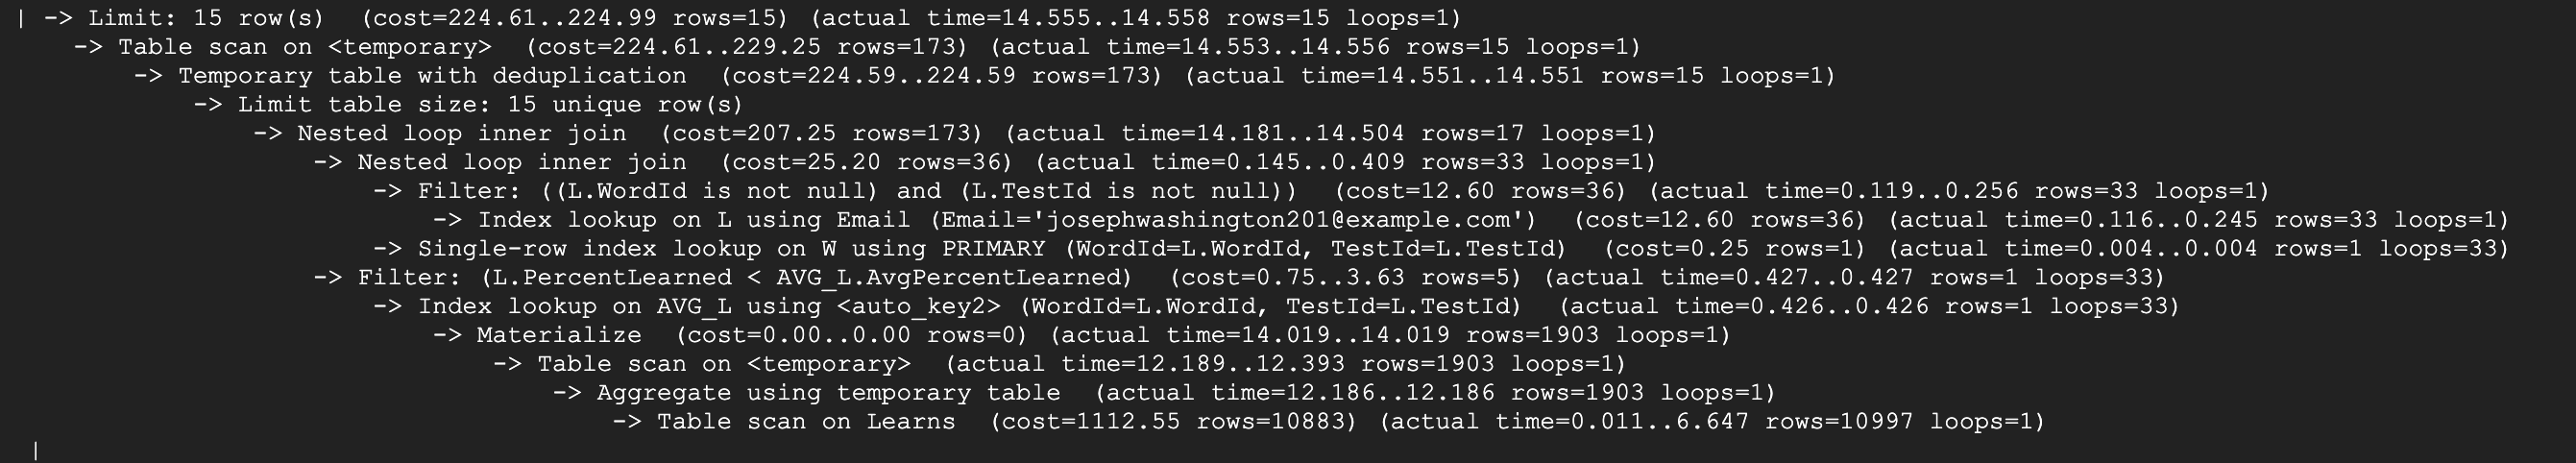 | -> Limit: 15 row(s)  (cost=224.61..224.99 rows=15) (actual time=14.555..14.558 rows=15 loops=1)
    -> Table scan on <temporary>  (cost=224.61..229.25 rows=173) (actual time=14.553..14.556 rows=15 loops=1)
        -> Temporary table with deduplication  (cost=224.59..224.59 rows=173) (actual time=14.551..14.551 rows=15 loops=1)
            -> Limit table size: 15 unique row(s)
                -> Nested loop inner join  (cost=207.25 rows=173) (actual time=14.181..14.504 rows=17 loops=1)
                    -> Nested loop inner join  (cost=25.20 rows=36) (actual time=0.145..0.409 rows=33 loops=1)
                        -> Filter: ((L.WordId is not null) and (L.TestId is not null))  (cost=12.60 rows=36) (actual time=0.119..0.256 rows=33 loops=1)
                            -> Index lookup on L using Email (Email='josephwashington201@example.com')  (cost=12.60 rows=36) (actual time=0.116..0.245 rows=33 loops=1)
                        -> Single-row index lookup on W using PRIMARY (WordId=L.WordId, TestId=L.TestId)  (cost=0.25 rows=1) (actual time=0.004..0.004 rows=1 loops=33)
                    -> Filter: (L.PercentLearned < AVG_L.AvgPercentLearned)  (cost=0.75..3.63 rows=5) (actual time=0.427..0.427 rows=1 loops=33)
                        -> Index lookup on AVG_L using <auto_key2> (WordId=L.WordId, TestId=L.TestId)  (actual time=0.426..0.426 rows=1 loops=33)
                            -> Materialize  (cost=0.00..0.00 rows=0) (actual time=14.019..14.019 rows=1903 loops=1)
                                -> Table scan on <temporary>  (actual time=12.189..12.393 rows=1903 loops=1)
                                    -> Aggregate using temporary table  (actual time=12.186..12.186 rows=1903 loops=1)
                                        -> Table scan on Learns  (cost=1112.55 rows=10883) (actual time=0.011..6.647 rows=10997 loops=1)
 |